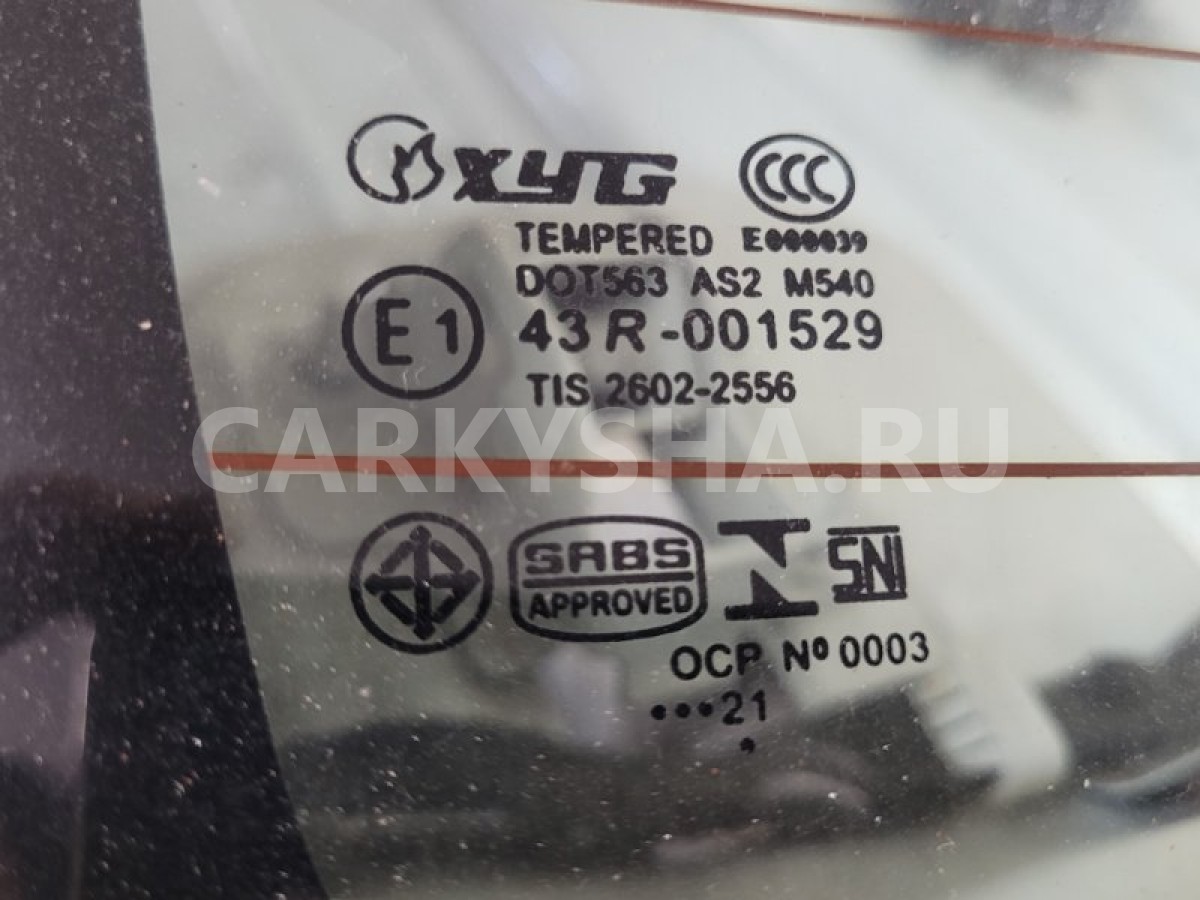 XYG CCC
TEMPERED E000039
DOT563 AS2 M540
E1 43R-001529
TIS 2602-2556
CARKYSHA.RU
SABS
APPROVED
SNI
OCP Nº 0003
•••21